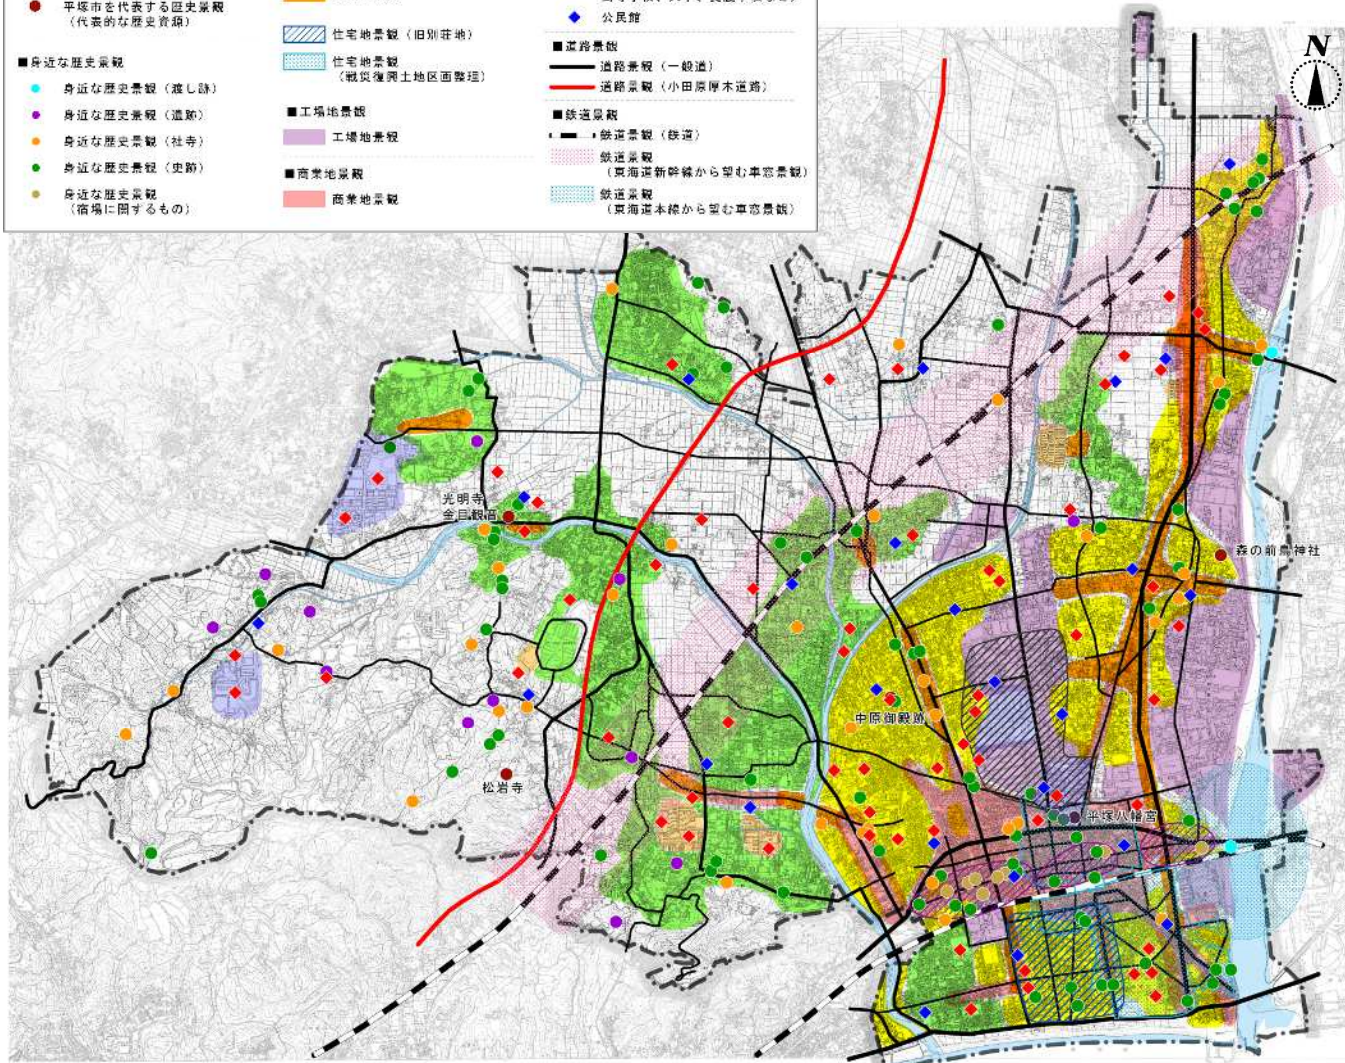 平塚市を代表する歴史景観
(代表的な歴史資源)
■身近な歴史景観
身近な歴史景観(渡し跡)
身近な歴史景観(遺跡)
身近な歴史景観(社寺)
身近な歴史景観(史跡)
身近な歴史景観
(宿場に関するもの)
住宅地景観(旧別荘地)
住宅地景観
(戦災復興土地区画整理)
■工場地景観
工場地景観
■商業地景観
商業地景観
公民館
■道路景観
道路景観(一般道)
道路景観(小田原厚木道路)
■鉄道景観
鉄道景観(鉄道)
鉄道景観
(東海道新幹線から望む車窓景観)
鉄道景観
(東海道本線から望む車窓景観)
N
光明寺
金目観音
森の前鳥神社
中原御殿跡
松岩寺
平塚八幡宮